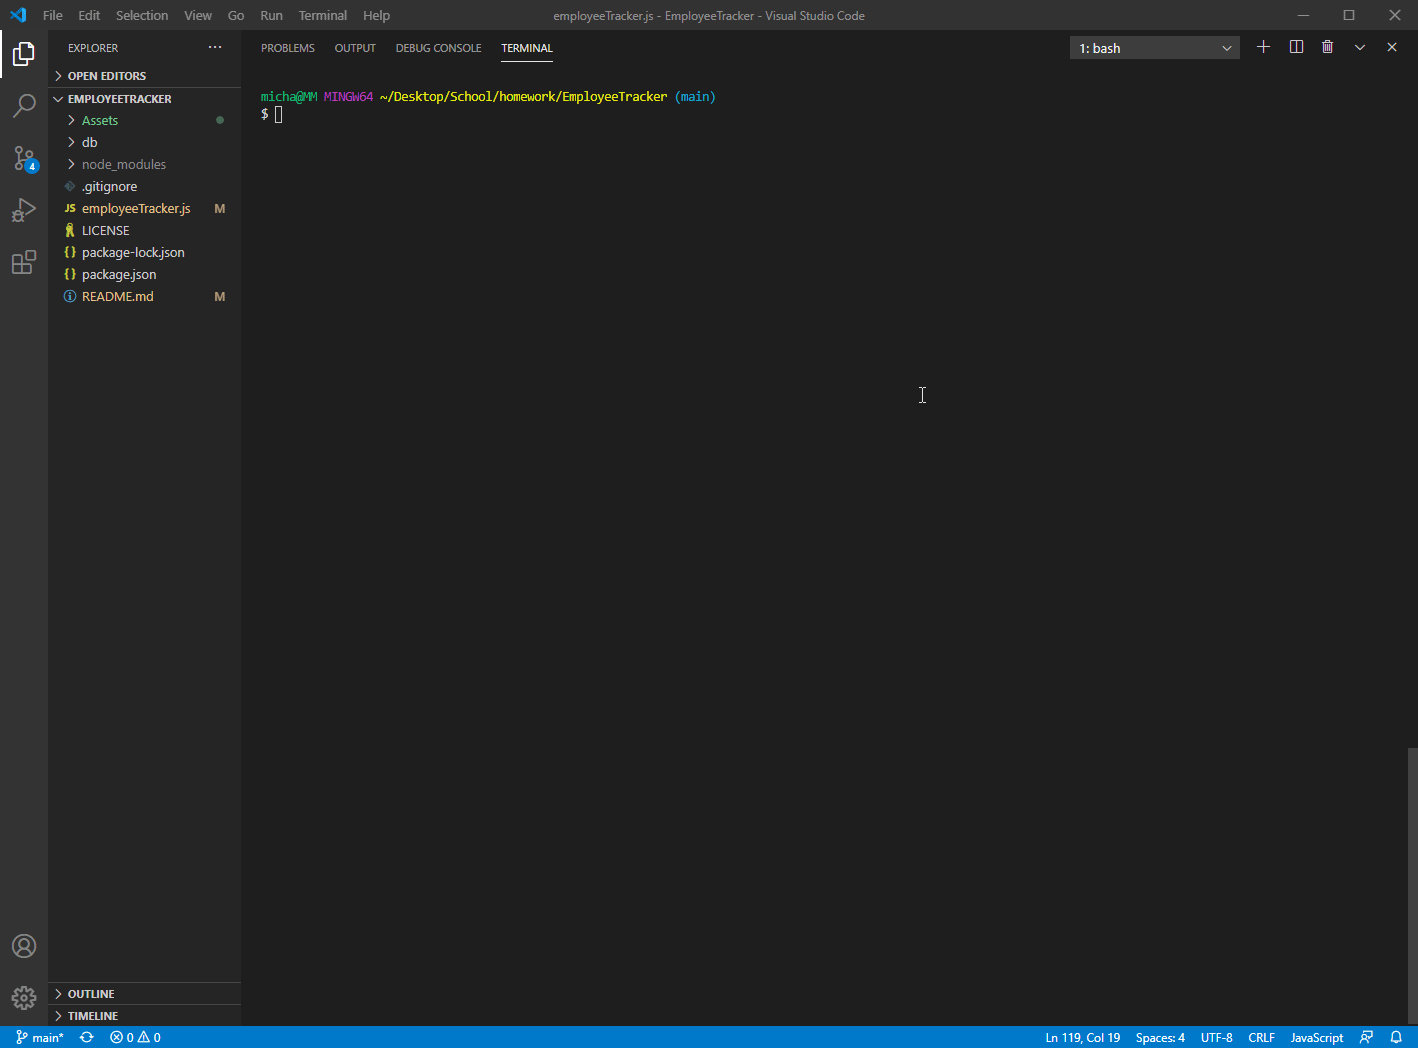 File Edit Selection View Go Run Terminal Help employeeTracker.js - EmployeeTracker - Visual Studio Code
EXPLORER ···
OPEN EDITORS
EMPLOYEETRACKER
Assets
db
node_modules
.gitignore
JS employeeTracker.js M
LICENSE
{} package-lock.json
{} package.json
README.md M
4
OUTLINE
TIMELINE
PROBLEMS OUTPUT DEBUG CONSOLE TERMINAL 1: bash
micha@MM MINGW64 ~/Desktop/School/homework/EmployeeTracker (main)
$
main* 0 0 Ln 119, Col 19 Spaces: 4 UTF-8 CRLF JavaScript